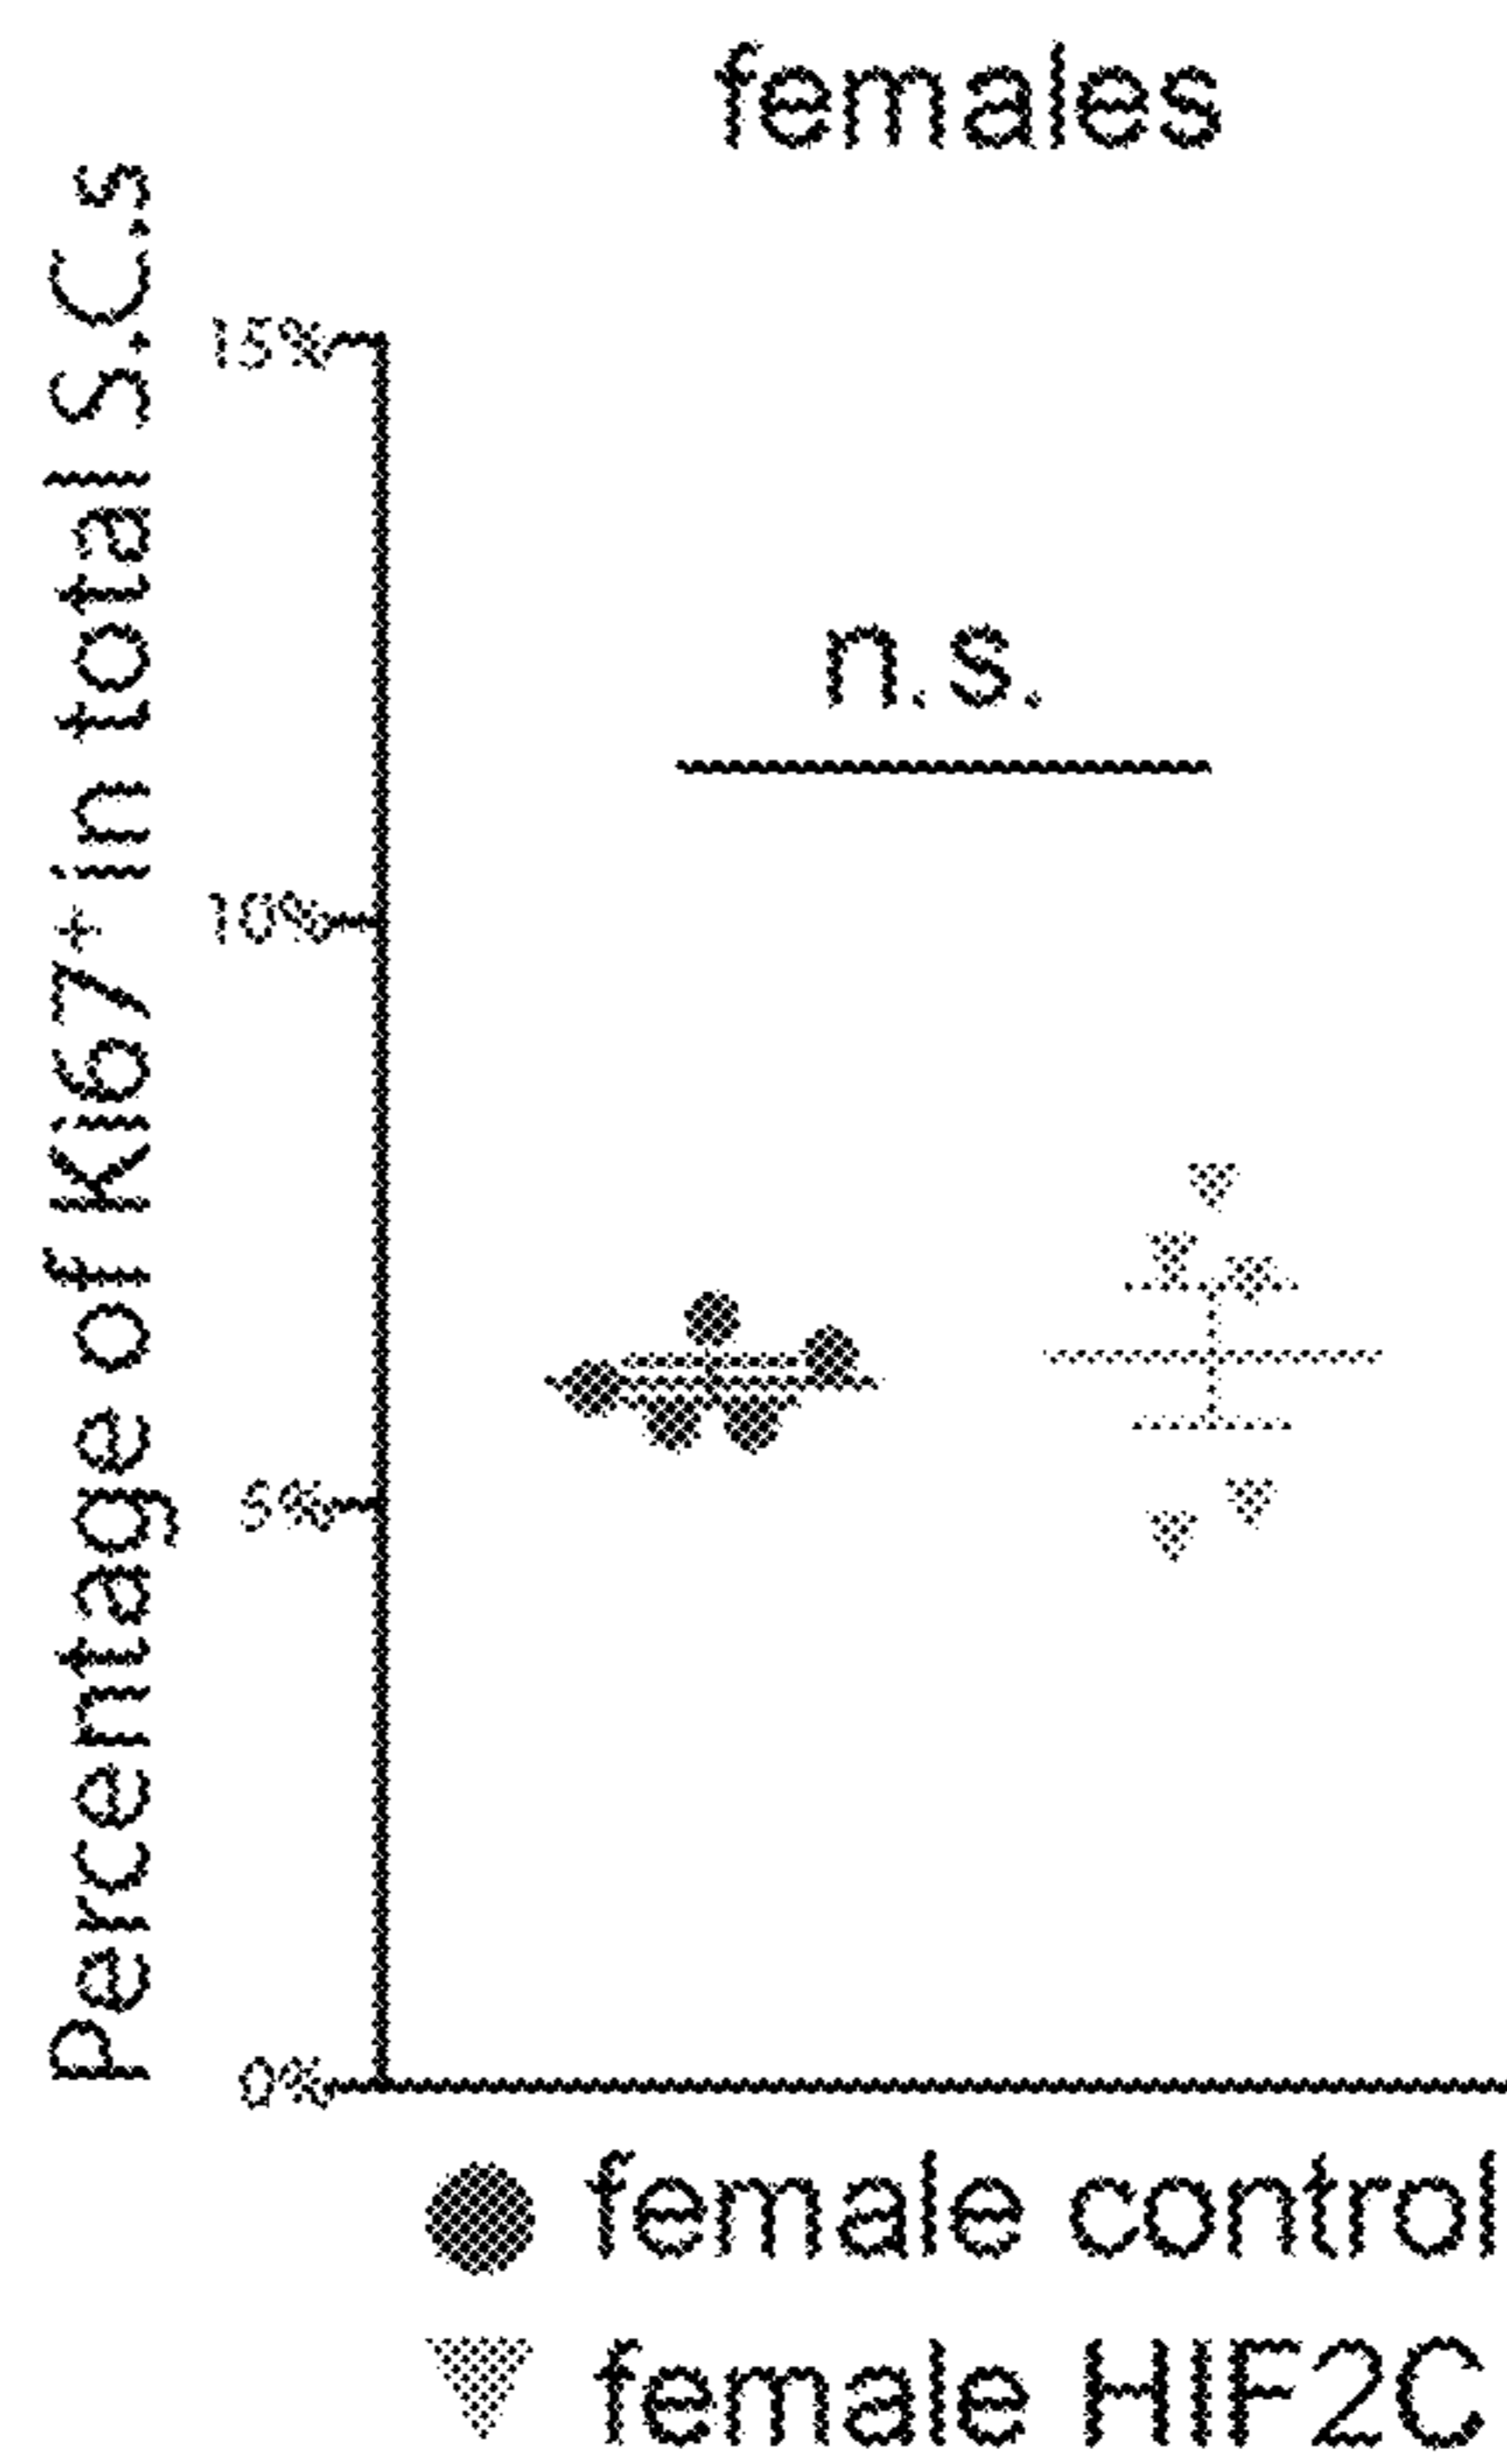 females
Percentage of Ki67+ in total S.C.s
15%
n.s.
10%
5%
0%
female control
female HIF2C